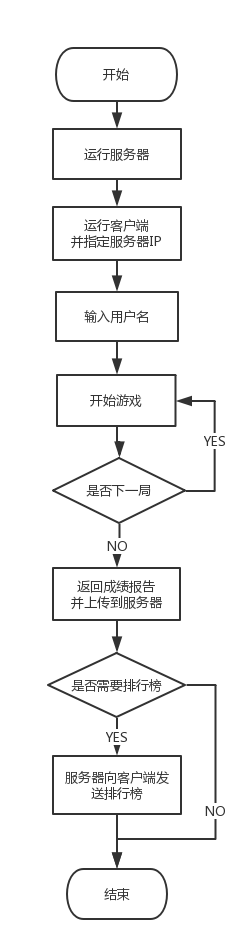 开始
运行服务器
运行客户端
并指定服务器IP
输入用户名
开始游戏
YES
是否下一局
NO
返回成绩报告
并上传到服务器
是否需要排行榜
YES
服务器向客户端发
送排行榜
NO
结束